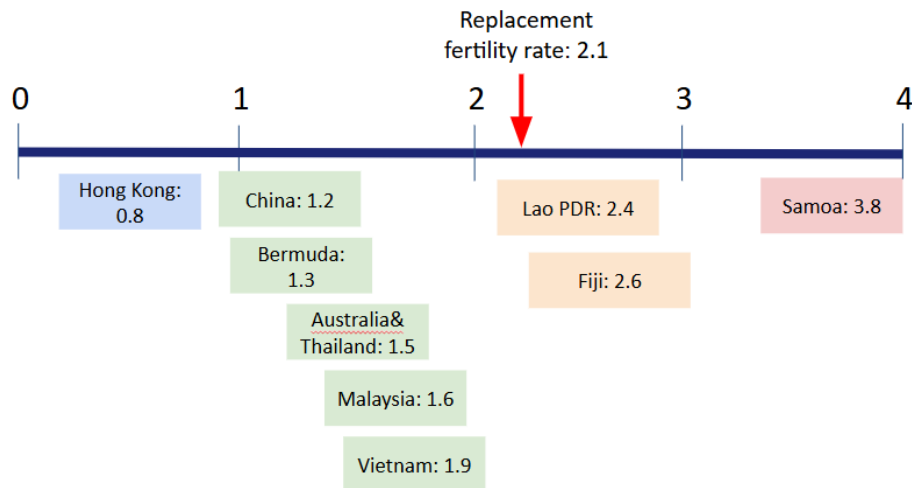 Replacement
fertility rate: 2.1
0 1 2 3 4
Hong Kong:
0.8
China: 1.2
Lao PDR: 2.4
Samoa: 3.8
Bermuda:
1.3
Fiji: 2.6
Australia&
Thailand: 1.5
Malaysia: 1.6
Vietnam: 1.9